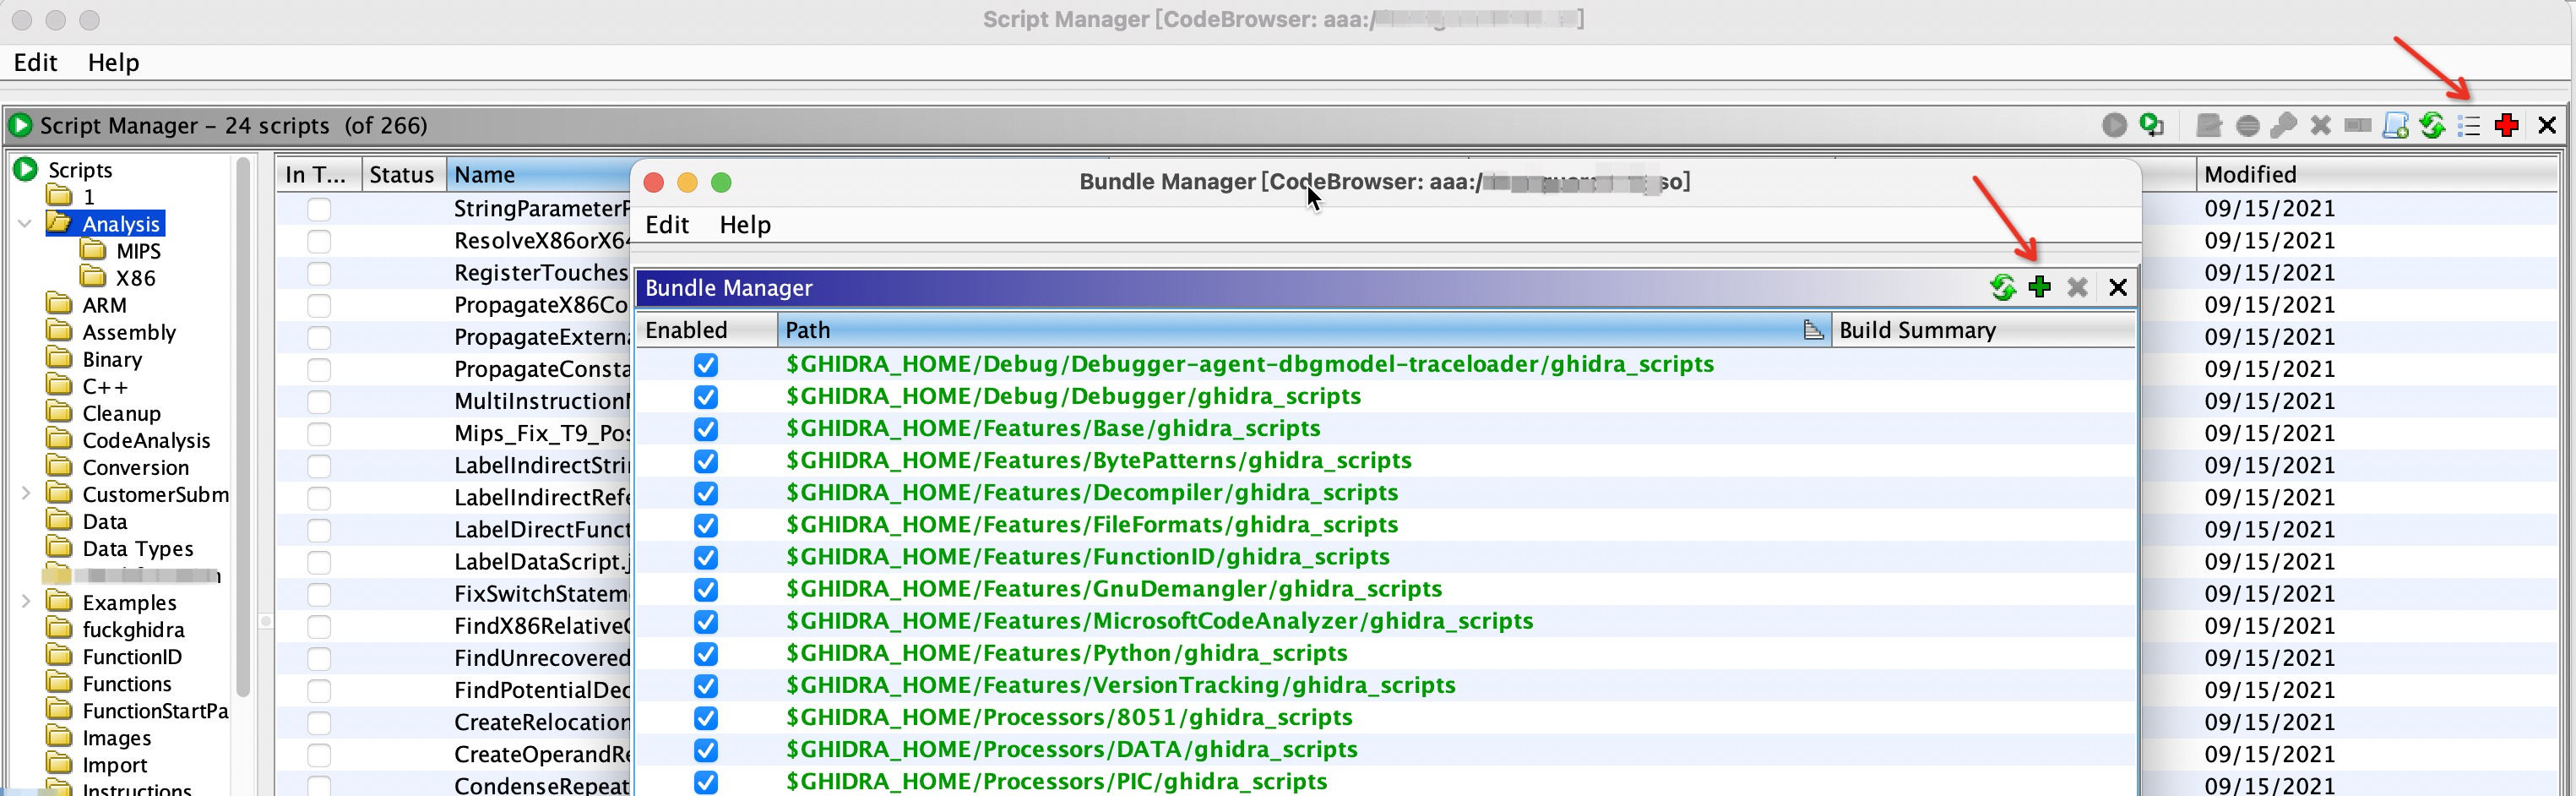 Script Manager [CodeBrowser: aaa:/ ]
Edit Help
Script Manager – 24 scripts (of 266)
Scripts
1
Analysis
MIPS
X86
ARM
Assembly
Binary
C++
Cleanup
CodeAnalysis
Conversion
CustomerSubm
Data
Data Types
Examples
fuckghidra
FunctionID
Functions
FunctionStartPa
Images
Import
Instructions
In T... Status Name Modified
StringParameterP 09/15/2021
ResolveX86orX64 09/15/2021
RegisterTouches 09/15/2021
PropagateX86Co 09/15/2021
PropagateExterna 09/15/2021
PropagateConsta 09/15/2021
MultiInstructionM 09/15/2021
Mips_Fix_T9_Pos 09/15/2021
LabelIndirectStri 09/15/2021
LabelIndirectRefe 09/15/2021
LabelDirectFunct 09/15/2021
LabelDataScript.j 09/15/2021
FixSwitchStatem 09/15/2021
FindX86RelativeC 09/15/2021
FindUnrecovered 09/15/2021
FindPotentialDec 09/15/2021
CreateRelocation 09/15/2021
CreateOperandRe 09/15/2021
CondenseRepeat 09/15/2021
Bundle Manager [CodeBrowser: aaa:/ so]
Edit Help
Bundle Manager
Enabled Path Build Summary
$GHIDRA_HOME/Debug/Debugger-agent-dbgmodel-traceloader/ghidra_scripts
$GHIDRA_HOME/Debug/Debugger/ghidra_scripts
$GHIDRA_HOME/Features/Base/ghidra_scripts
$GHIDRA_HOME/Features/BytePatterns/ghidra_scripts
$GHIDRA_HOME/Features/Decompiler/ghidra_scripts
$GHIDRA_HOME/Features/FileFormats/ghidra_scripts
$GHIDRA_HOME/Features/FunctionID/ghidra_scripts
$GHIDRA_HOME/Features/GnuDemangler/ghidra_scripts
$GHIDRA_HOME/Features/MicrosoftCodeAnalyzer/ghidra_scripts
$GHIDRA_HOME/Features/Python/ghidra_scripts
$GHIDRA_HOME/Features/VersionTracking/ghidra_scripts
$GHIDRA_HOME/Processors/8051/ghidra_scripts
$GHIDRA_HOME/Processors/DATA/ghidra_scripts
$GHIDRA_HOME/Processors/PIC/ghidra_scripts